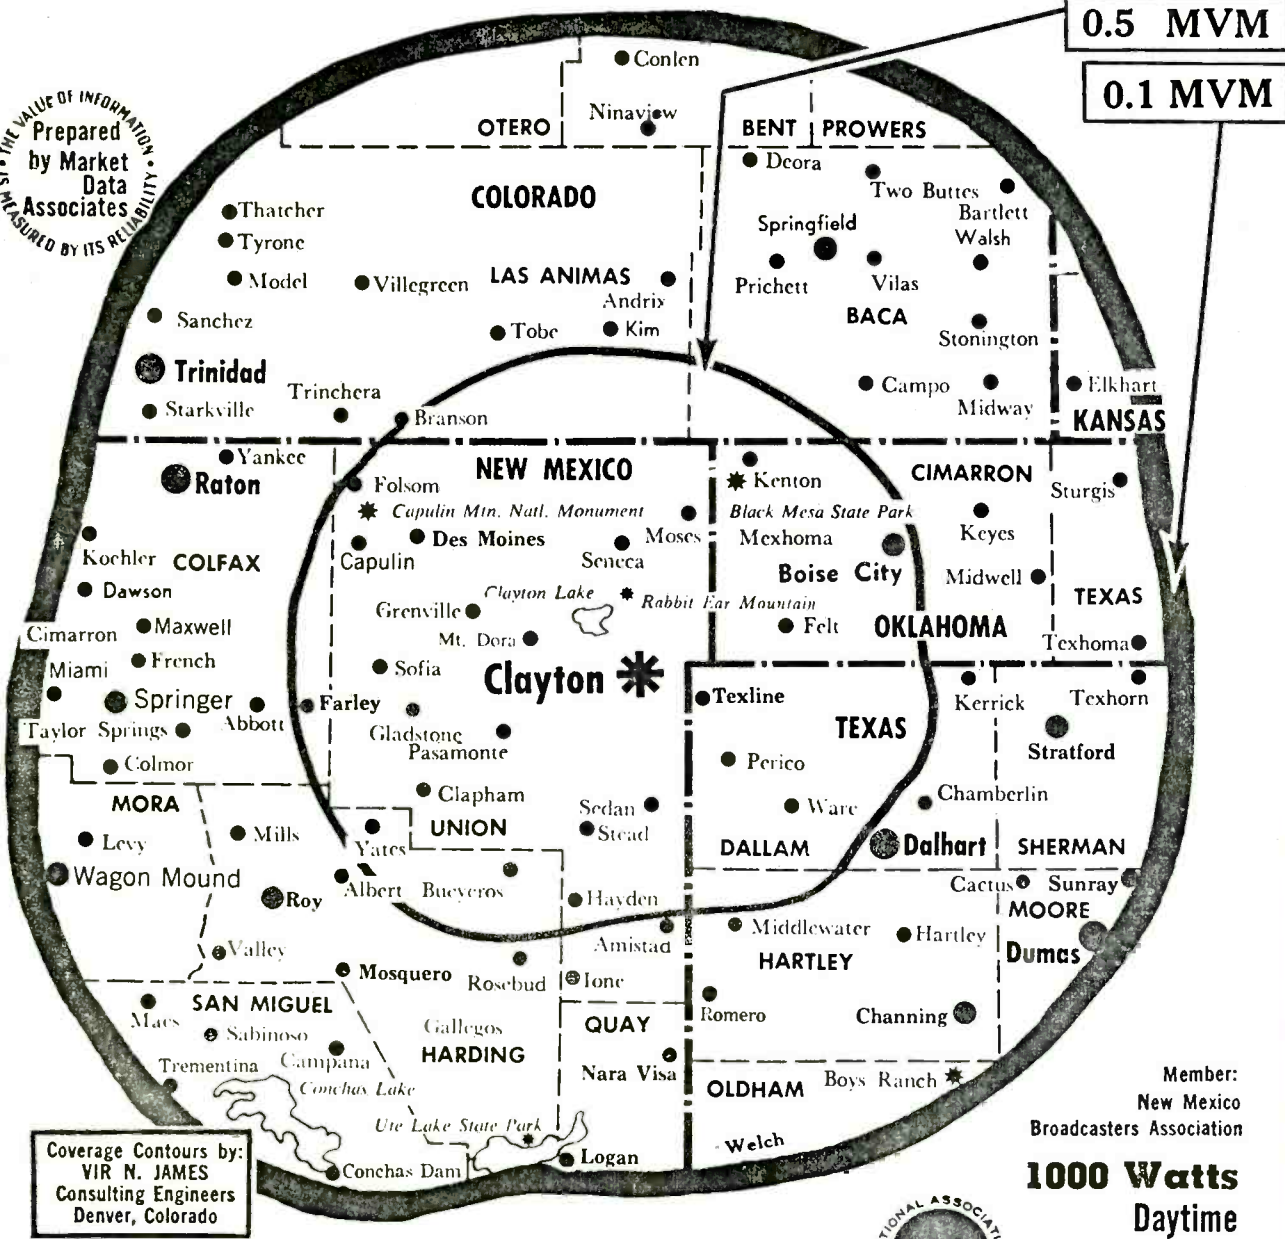 0.5 MVM
0.1 MVM
THE VALUE OF INFORMATION
IS MEASURED BY ITS RELIABILITY
Prepared
by Market
Data
Associates
Conlen
Ninaview
OTERO
BENT
PROWERS
Deora
Two Buttes
Bartlett
COLORADO
Thatcher
Springfield
Walsh
Tyrone
Prichett
Vilas
Model
Villegreen
LAS ANIMAS
Andrix
BACA
Sanchez
Tobe
Kim
Stonington
Trinidad
Trinchera
Campo
Midway
Elkhart
Starkville
Branson
KANSAS
Yankee
NEW MEXICO
Kenton
CIMARRON
Raton
Folsom
Sturgis
Capulin Mtn. Natl. Monument
Black Mesa State Park
Des Moines
Moses
Mexhoma
Keyes
Koehler
COLFAX
Capulin
Seneca
Boise City
Midwell
Dawson
Clayton Lake
Rabbit Ear Mountain
TEXAS
Grenville
Cimarron
Maxwell
Mt. Dora
Felt
OKLAHOMA
Texhoma
Miami
French
Sofia
Clayton
Springer
Abbott
Farley
Texline
Kerrick
Texhorn
Taylor Springs
Gladstone
Pasamonte
TEXAS
Stratford
Colmor
Perico
MORA
Clapham
Sedan
Ware
Chamberlin
Levy
Mills
Yates
UNION
Stead
DALLAM
Dalhart
SHERMAN
Wagon Mound
Albert
Bueyeros
Cactus
Sunray
Roy
Hayden
MOORE
Valley
Amistad
Middlewater
Hartley
Dumas
Mosquero
Rosebud
Ione
HARTLEY
SAN MIGUEL
Maes
Sabinoso
Gallegos
QUAY
Romero
Channing
Trementina
Campana
HARDING
Nara Visa
Conchas Lake
OLDHAM
Boys Ranch
Ute Lake State Park
Welch
Conchas Dam
Logan
Coverage Contours by:
VIR N. JAMES
Consulting Engineers
Denver, Colorado
Member:
New Mexico
Broadcasters Association
1000 Watts
Daytime